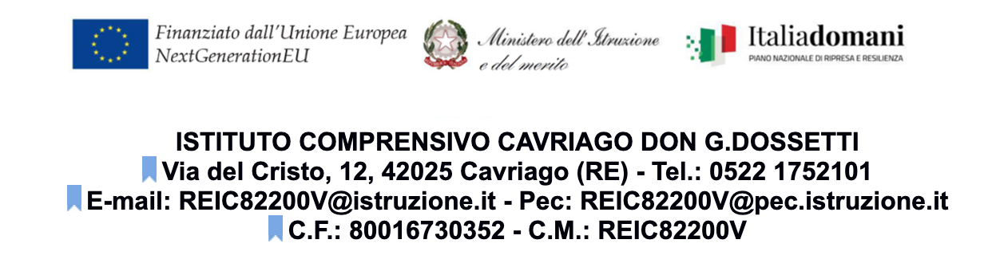 Finanziato dall'Unione Europea
NextGenerationEU
Ministero dell'Istruzione
e del merito
Italiadomani
PIANO NAZIONALE DI RIPRESA E RESILIENZA
ISTITUTO COMPRENSIVO CAVRIAGO DON G.DOSSETTI
Via del Cristo, 12, 42025 Cavriago (RE) - Tel.: 0522 1752101
E-mail: REIC82200V@istruzione.it - Pec: REIC82200V@pec.istruzione.it
C.F.: 80016730352 - C.M.: REIC82200V